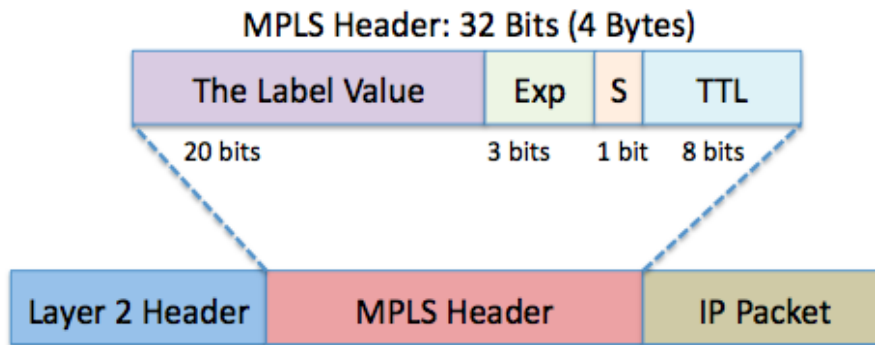 MPLS Header: 32 Bits (4 Bytes)
The Label Value Exp S TTL
20 bits 3 bits 1 bit 8 bits
Layer 2 Header MPLS Header IP Packet